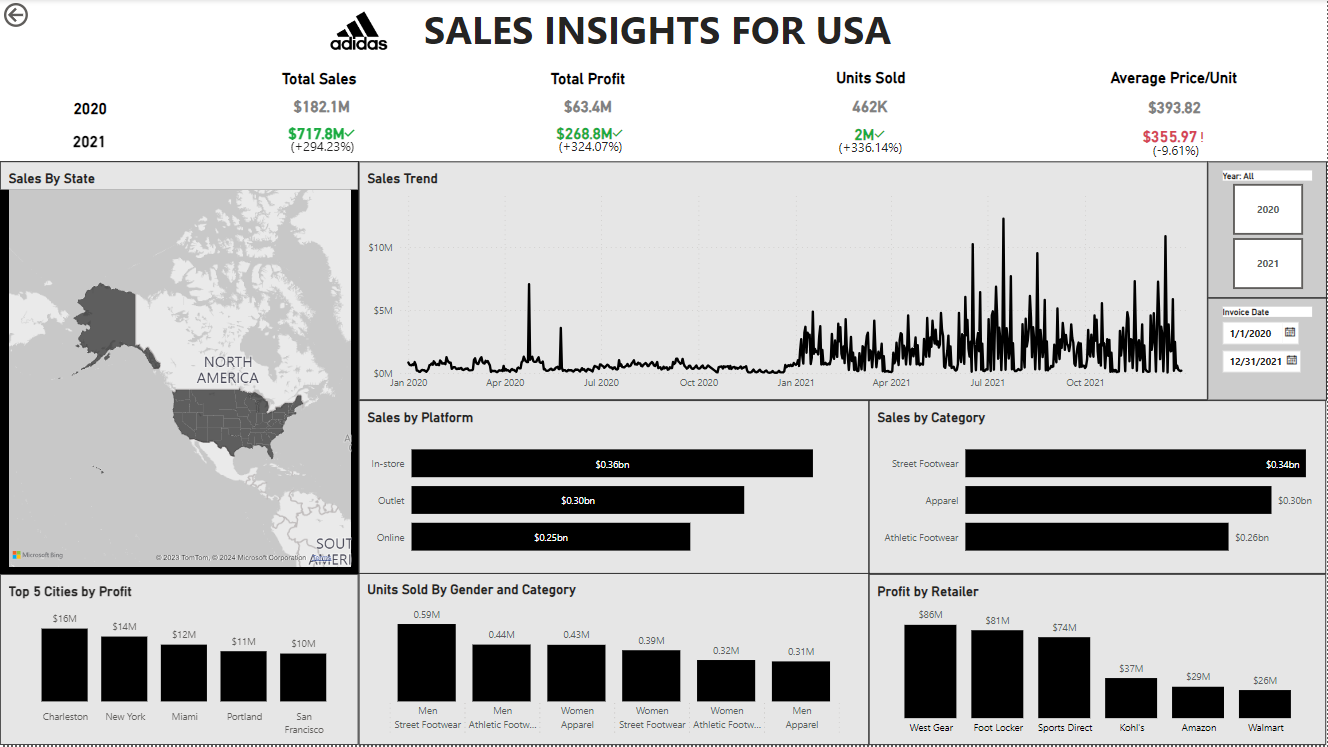 adidas
SALES INSIGHTS FOR USA
Total Sales
Total Profit
Units Sold
Average Price/Unit
2020
$182.1M
$63.4M
462K
$393.82
2021
$717.8M
(+294.23%)
$268.8M
(+324.07%)
2M
(+336.14%)
$355.97 !
(-9.61%)
Sales By State
NORTH
AMERICA
SOUT
AMERI
Microsoft Bing
© 2023 TomTom, © 2024 Microsoft Corporation
Sales Trend
$10M
$5M
$0M
Jan 2020
Apr 2020
Jul 2020
Oct 2020
Jan 2021
Apr 2021
Jul 2021
Oct 2021
Year: All
2020
2021
Invoice Date
1/1/2020
12/31/2021
Sales by Platform
In-store
$0.36bn
Outlet
$0.30bn
Online
$0.25bn
Sales by Category
Street Footwear
$0.34bn
Apparel
$0.30bn
Athletic Footwear
$0.26bn
Top 5 Cities by Profit
$16M
$14M
$12M
$11M
$10M
Charleston
New York
Miami
Portland
San
Francisco
Units Sold By Gender and Category
0.59M
0.44M
0.43M
0.39M
0.32M
0.31M
Men
Street Footwear
Men
Athletic Footw...
Women
Apparel
Women
Street Footwear
Women
Athletic Footw...
Men
Apparel
Profit by Retailer
$86M
$81M
$74M
$37M
$29M
$26M
West Gear
Foot Locker
Sports Direct
Kohl's
Amazon
Walmart